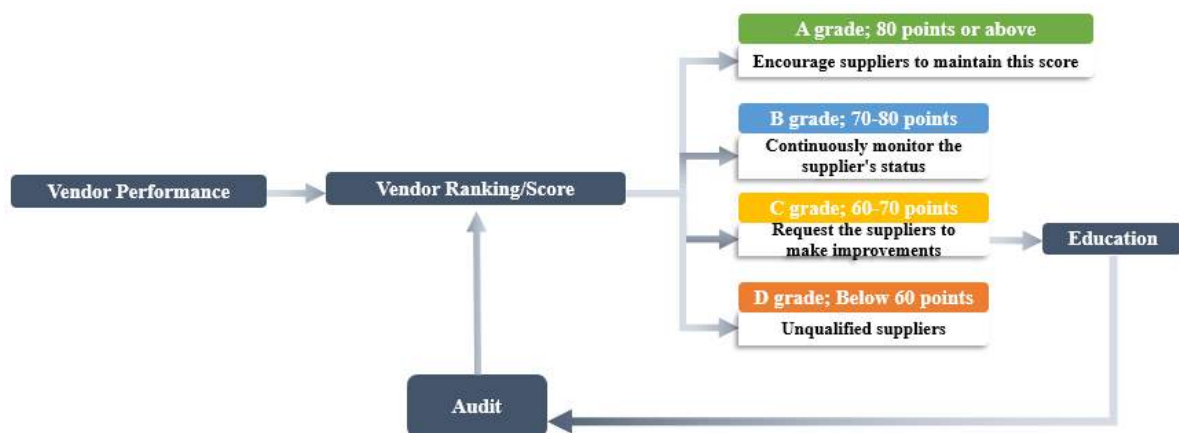 A grade; 80 points or above
Encourage suppliers to maintain this score
B grade; 70-80 points
Continuously monitor the
supplier's status
Vendor Performance
Vendor Ranking/Score
C grade; 60-70 points
Request the suppliers to
make improvements
Education
D grade; Below 60 points
Unqualified suppliers
Audit